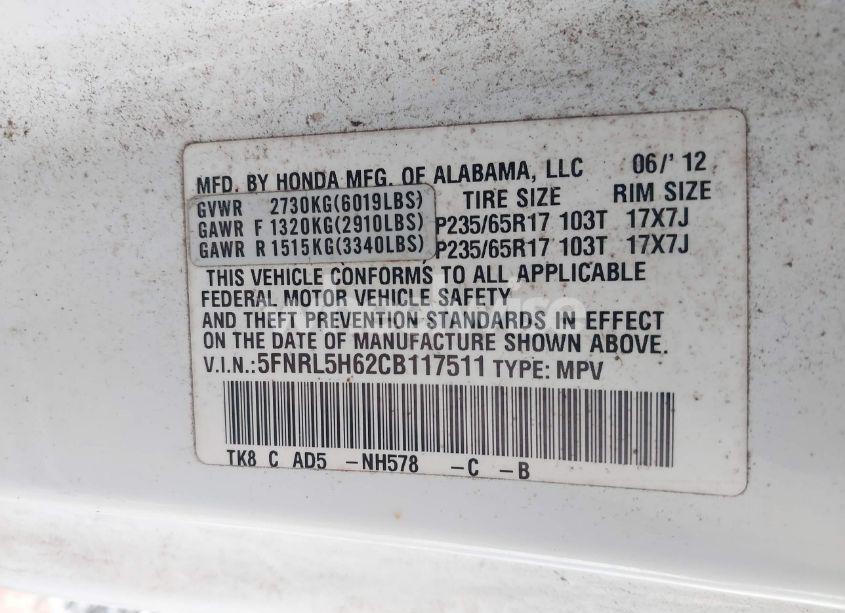 MFD. BY HONDA MFG. OF ALABAMA, LLC 06/' 12
GVWR 2730KG(6019LBS) TIRE SIZE RIM SIZE
GAWR F 1320KG(2910LBS) P235/65R17 103T 17X7J
GAWR R 1515KG(3340LBS) P235/65R17 103T 17X7J
THIS VEHICLE CONFORMS TO ALL APPLICABLE
FEDERAL MOTOR VEHICLE SAFETY
AND THEFT PREVENTION STANDARDS IN EFFECT
ON THE DATE OF MANUFACTURE SHOWN ABOVE.
V.I.N.:5FNRL5H62CB117511 TYPE: MPV
TK8 C AD5 -NH578 -C -B